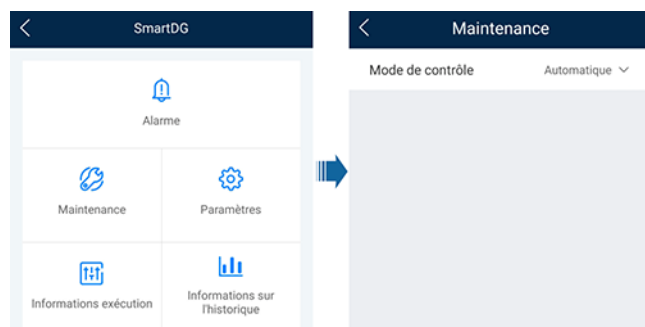 SmartDG
Alarme
Maintenance
Paramètres
Informations exécution
Informations sur
l'historique
Maintenance
Mode de contrôle
Automatique